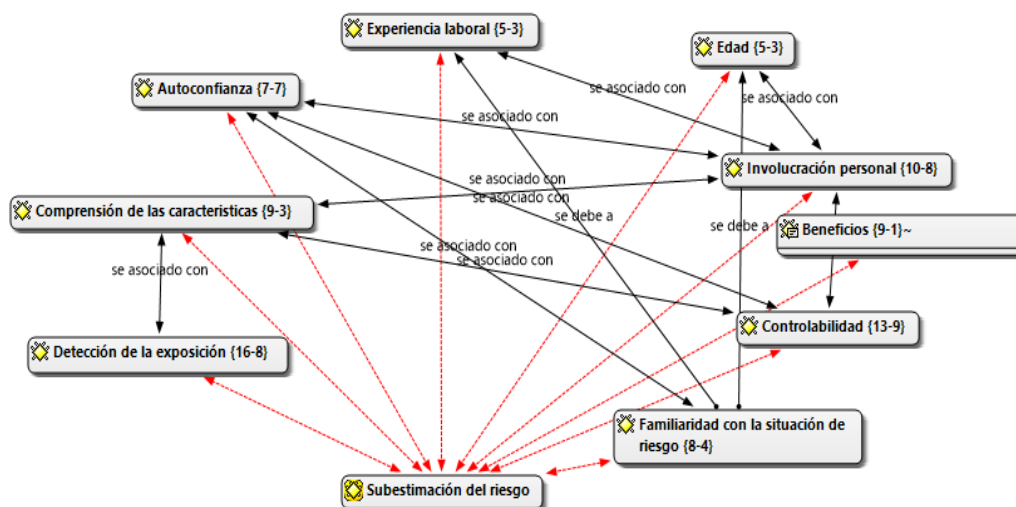 Experiencia laboral {5-3}
Edad {5-3}
Autoconfianza {7-7}
se asociado con
se asociado con
se asociado con
Involucración personal {10-8}
se asociado con
se asociado con
Comprensión de las caracteristicas {9-3}
se debe a
se debe a
Beneficios {9-1}~
se asociado con
se asociado con
se asociado con
Controlabilidad {13-9}
Detección de la exposición {16-8}
Familiaridad con la situación de
riesgo {8-4}
Subestimación del riesgo